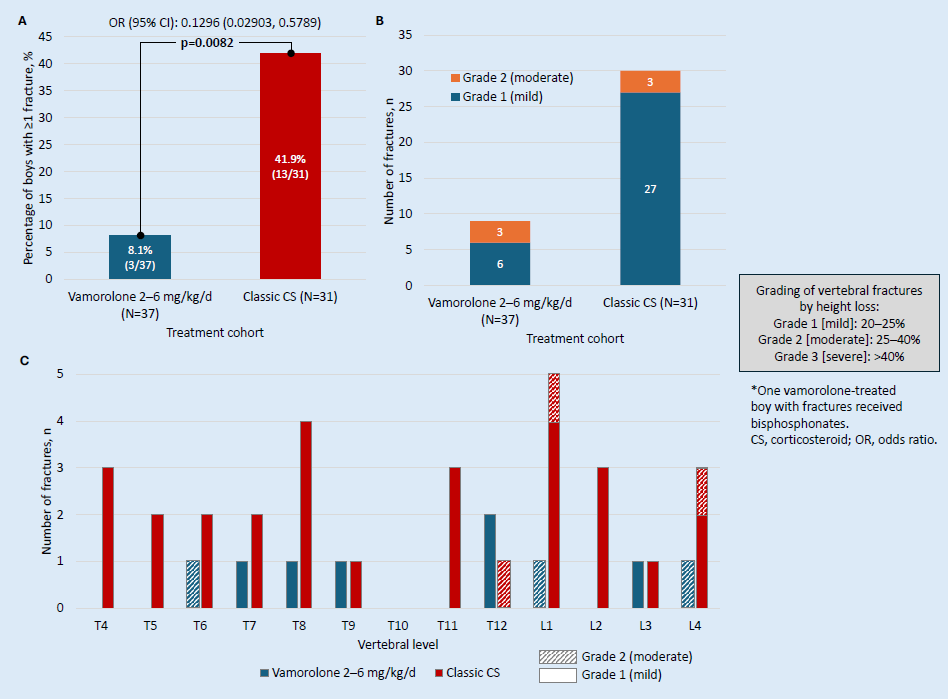 A
OR (95% CI): 0.1296 (0.02903, 0.5789)
Percentage of boys with ≥1 fracture, %
45
40
35
30
25
20
15
10
5
0
p=0.0082
8.1%
(3/37)
41.9%
(13/31)
Vamorolone 2–6 mg/kg/d
(N=37)
Classic CS (N=31)
Treatment cohort
B
Number of fractures, n
35
30
25
20
15
10
5
0
Grade 2 (moderate)
Grade 1 (mild)
3
6
3
27
Vamorolone 2–6 mg/kg/d
(N=37)
Classic CS (N=31)
Treatment cohort
Grading of vertebral fractures
by height loss:
Grade 1 [mild]: 20–25%
Grade 2 [moderate]: 25–40%
Grade 3 [severe]: >40%
*One vamorolone-treated
boy with fractures received
bisphosphonates.
CS, corticosteroid; OR, odds ratio.
C
Number of fractures, n
5
4
3
2
1
0
T4 T5 T6 T7 T8 T9 T10 T11 T12 L1 L2 L3 L4
Vertebral level
Vamorolone 2–6 mg/kg/d
Classic CS
Grade 2 (moderate)
Grade 1 (mild)